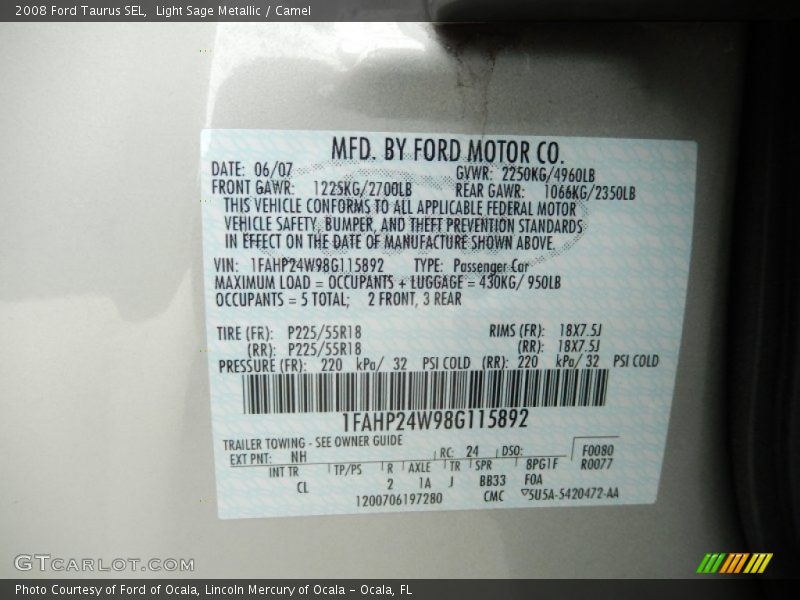 2008 Ford Taurus SEL,  Light Sage Metallic / Camel
MFD. BY FORD MOTOR CO.
DATE: 06/07 GVWR: 2250KG/4960LB
FRONT GAWR: 1225KG/2700LB REAR GAWR: 1066KG/2350LB
THIS VEHICLE CONFORMS TO ALL APPLICABLE FEDERAL MOTOR
VEHICLE SAFETY, BUMPER, AND THEFT PREVENTION STANDARDS
IN EFFECT ON THE DATE OF MANUFACTURE SHOWN ABOVE.
VIN: 1FAHP24W98G115892 TYPE: Passenger Car
MAXIMUM LOAD = OCCUPANTS + LUGGAGE = 430KG/ 950LB
OCCUPANTS = 5 TOTAL; 2 FRONT, 3 REAR
TIRE (FR): P225/55R18 RIMS (FR): 18X7.5J
(RR): P225/55R18 (RR): 18X7.5J
PRESSURE (FR): 220 kPa/ 32 PSI COLD (RR): 220 kPa/ 32 PSI COLD
1FAHP24W98G115892
TRAILER TOWING - SEE OWNER GUIDE
EXT PNT: NH RC: 24 DSO: F0080
INT TR TP/PS R AXLE TR SPR 8PG1F R0077
CL 2 1A J BB33 F0A
1200706197280 CMC ▽5U5A-5420472-AA
GTCarLot.com
Photo Courtesy of Ford of Ocala, Lincoln Mercury of Ocala - Ocala, FL